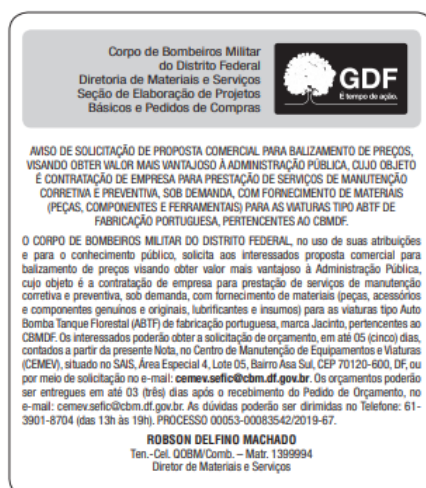 Corpo de Bombeiros Militar
do Distrito Federal
Diretoria de Materiais e Serviços
Seção de Elaboração de Projetos
Básicos e Pedidos de Compras
GDF
É tempo de ação.
AVISO DE SOLICITAÇÃO DE PROPOSTA COMERCIAL PARA BALIZAMENTO DE PREÇOS,
VISANDO OBTER VALOR MAIS VANTAJOSO À ADMINISTRAÇÃO PÚBLICA, CUJO OBJETO
É CONTRATAÇÃO DE EMPRESA PARA PRESTAÇÃO DE SERVIÇOS DE MANUTENÇÃO
CORRETIVA E PREVENTIVA, SOB DEMANDA, COM FORNECIMENTO DE MATERIAIS
(PEÇAS, COMPONENTES E FERRAMENTAIS) PARA AS VIATURAS TIPO ABTF DE
FABRICAÇÃO PORTUGUESA, PERTENCENTES AO CBMDF.
O CORPO DE BOMBEIROS MILITAR DO DISTRITO FEDERAL, no uso de suas atribuições
e para o conhecimento público, solicita aos interessados proposta comercial para
balizamento de preços visando obter valor mais vantajoso à Administração Pública,
cujo objeto é a contratação de empresa para prestação de serviços de manutenção
corretiva e preventiva, sob demanda, com fornecimento de materiais (peças, acessórios
e componentes genuínos e originais, lubrificantes e insumos) para as viaturas tipo Auto
Bomba Tanque Florestal (ABTF) de fabricação portuguesa, marca Jacinto, pertencentes ao
CBMDF. Os interessados poderão obter a solicitação de orçamento, em até 05 (cinco) dias,
contados a partir da presente Nota, no Centro de Manutenção de Equipamentos e Viaturas
(CEMEV), situado no SAIS, Área Especial 4, Lote 05, Bairro Asa Sul, CEP 70120-600, DF, ou
por meio de solicitação no e-mail: cemev.sefic@cbm.df.gov.br. Os orçamentos poderão
ser entregues em até 03 (três) dias após o recebimento do Pedido de Orçamento, no
e-mail: cemev.sefic@cbm.df.gov.br. As dúvidas poderão ser dirimidas no Telefone: 61-
3901-8704 (das 13h às 19h). PROCESSO 00053-00083542/2019-67.
ROBSON DELFINO MACHADO
Ten.-Cel. QOBM/Comb. – Matr. 1399994
Diretor de Materiais e Serviços